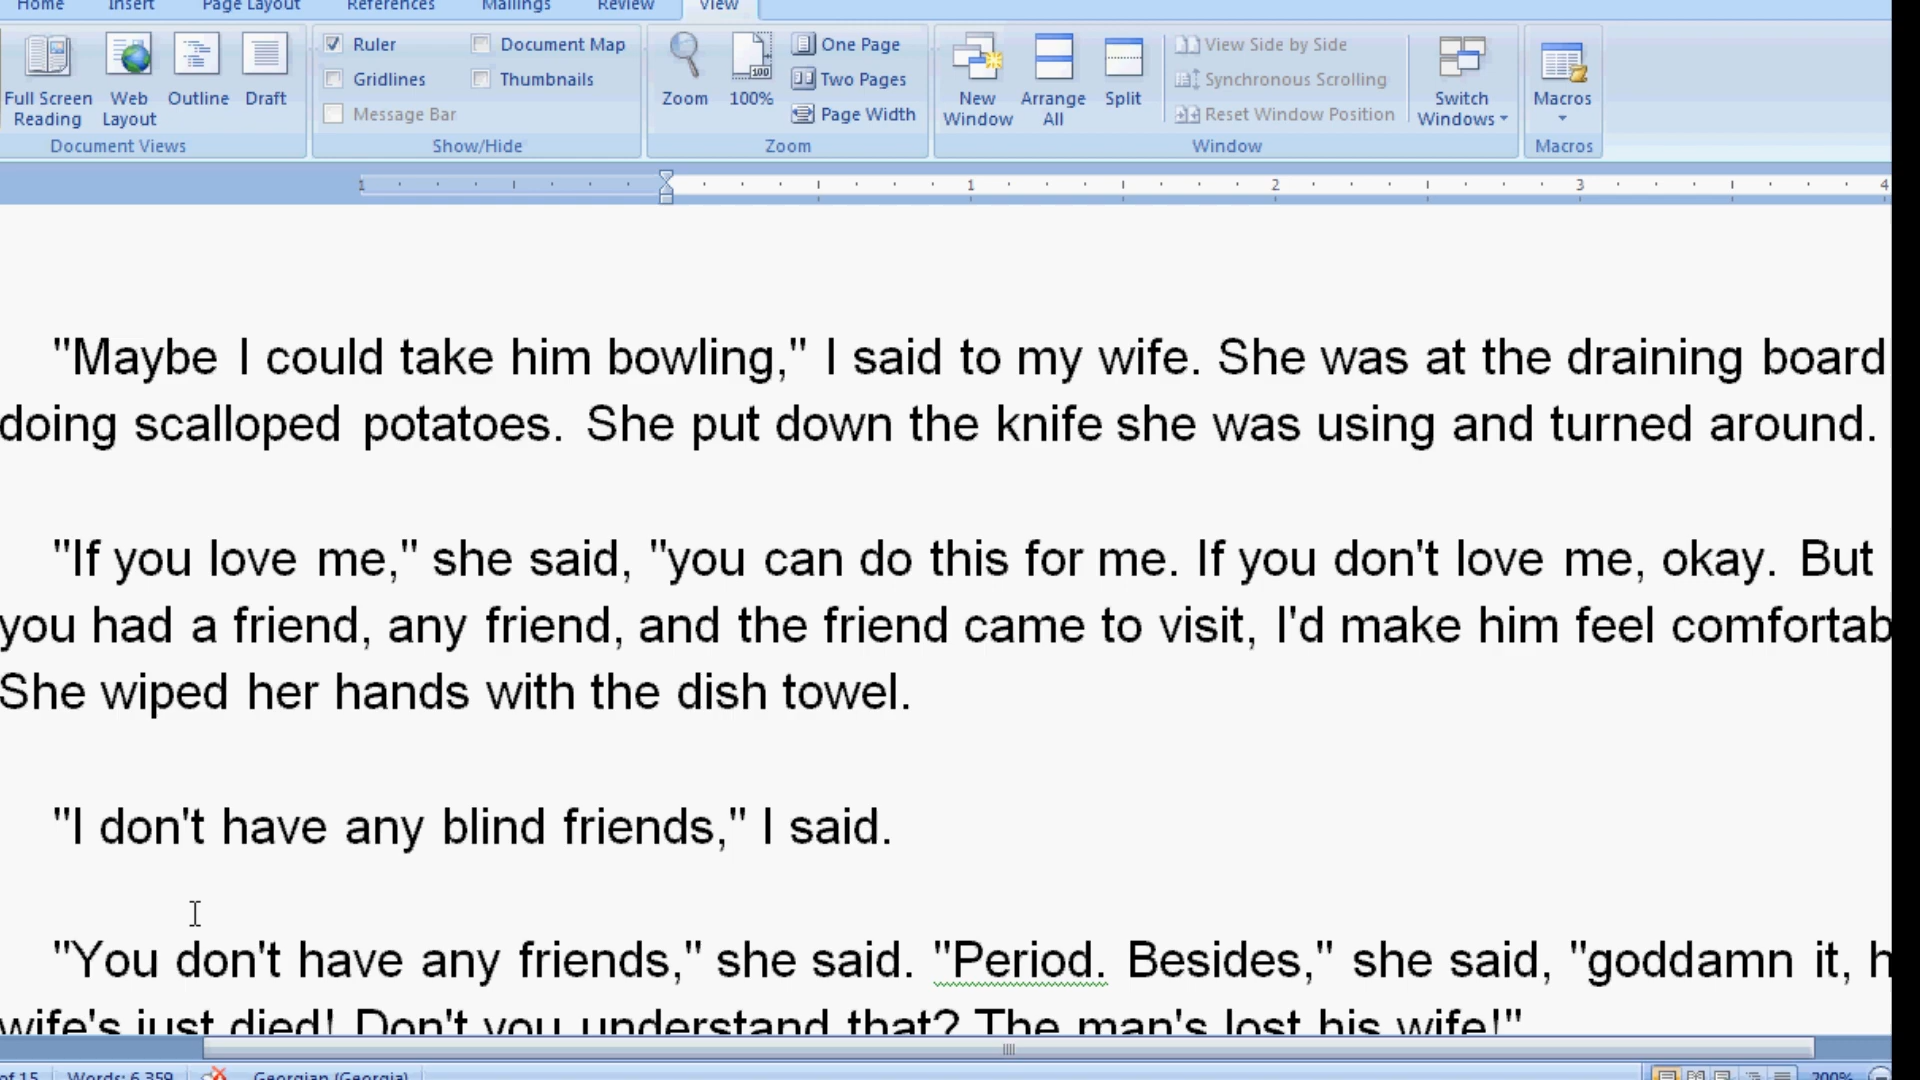 Home Insert Page Layout References Mailings Review View
Ruler Document Map One Page View Side by Side
Gridlines Thumbnails Two Pages Synchronous Scrolling
Message Bar Page Width Reset Window Position
Full Screen Reading Web Layout Outline Draft Zoom 100% New Window Arrange All Split Switch Windows Macros
Document Views Show/Hide Zoom Window Macros
1 1 2 3 4
"Maybe I could take him bowling," I said to my wife. She was at the draining board
doing scalloped potatoes. She put down the knife she was using and turned around.
"If you love me," she said, "you can do this for me. If you don't love me, okay. But
you had a friend, any friend, and the friend came to visit, I'd make him feel comfortab
She wiped her hands with the dish towel.
"I don't have any blind friends," I said.
"You don't have any friends," she said. "Period. Besides," she said, "goddamn it, h
wife's just died! Don't you understand that? The man's lost his wife!"
of 15 Words: 6,359 Georgian (Georgia) 200%